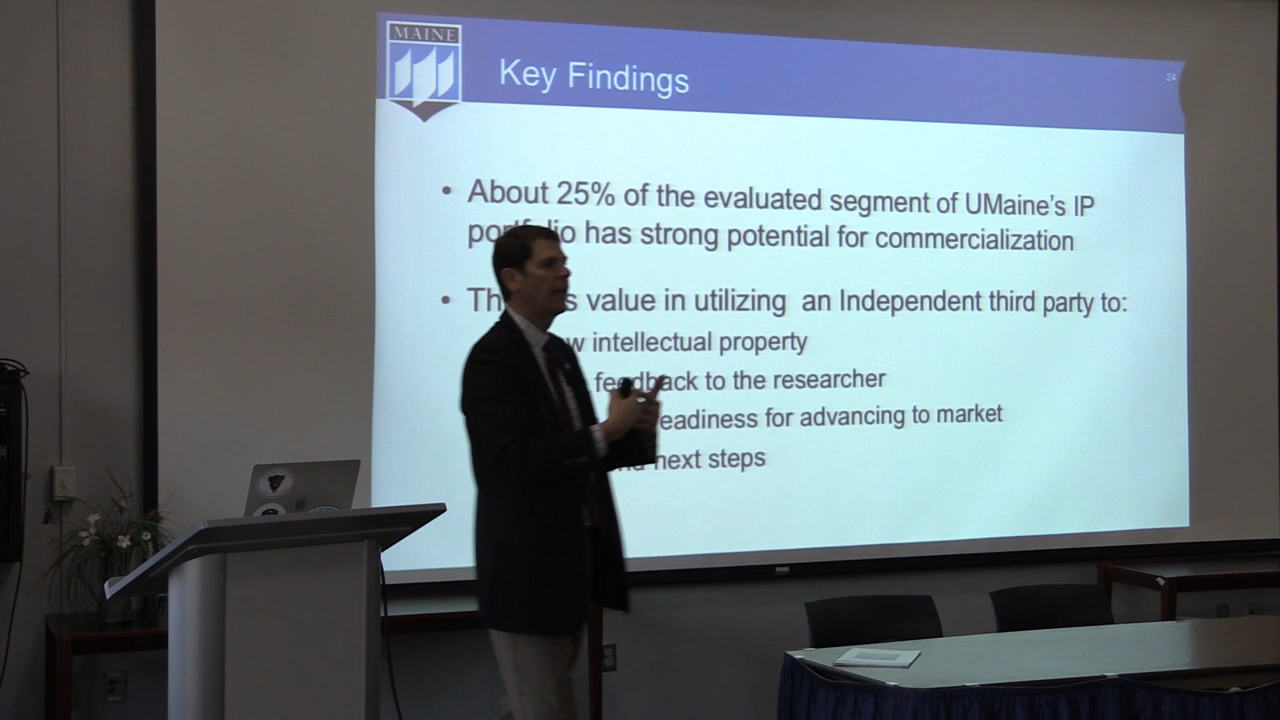 MAINE
Key Findings
24
• About 25% of the evaluated segment of UMaine's IP
portfolio has strong potential for commercialization
• value in utilizing an Independent third party to:
intellectual property
feedback to the researcher
readiness for advancing to market
next steps